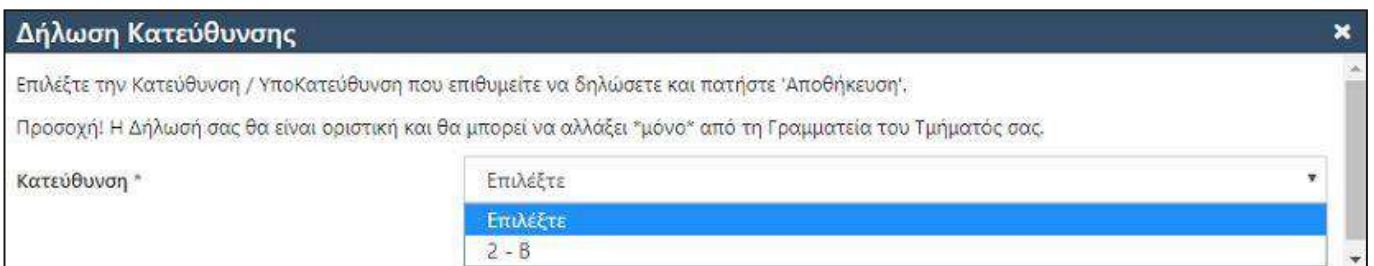 Δήλωση Κατεύθυνσης
Επιλέξτε την Κατεύθυνση / ΥποΚατεύθυνση που επιθυμείτε να δηλώσετε και πατήστε 'Αποθήκευση'.
Προσοχή! Η Δήλωσή σας θα είναι οριστική και θα μπορεί να αλλάξει *μόνο* από τη Γραμματεία του Τμήματός σας.
Κατεύθυνση * Επιλέξτε
Επιλέξτε
2 - Β